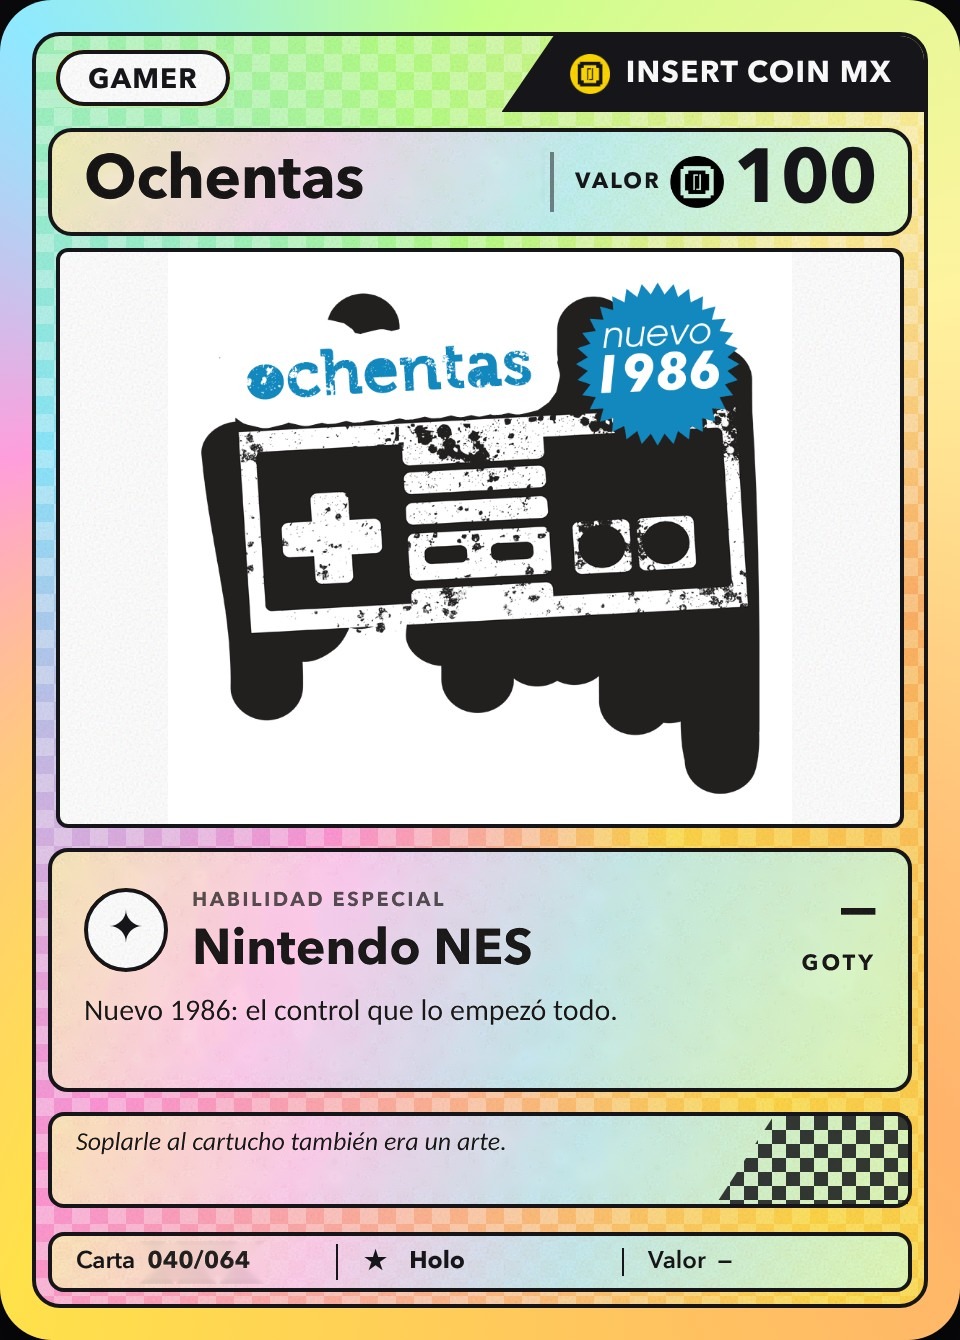 GAMER
INSERT COIN MX
Ochentas
VALOR 100
ochentas
nuevo
1986
HABILIDAD ESPECIAL
Nintendo NES
–
GOTY
Nuevo 1986: el control que lo empezó todo.
Soplarle al cartucho también era un arte.
Carta 040/064
★ Holo
Valor –